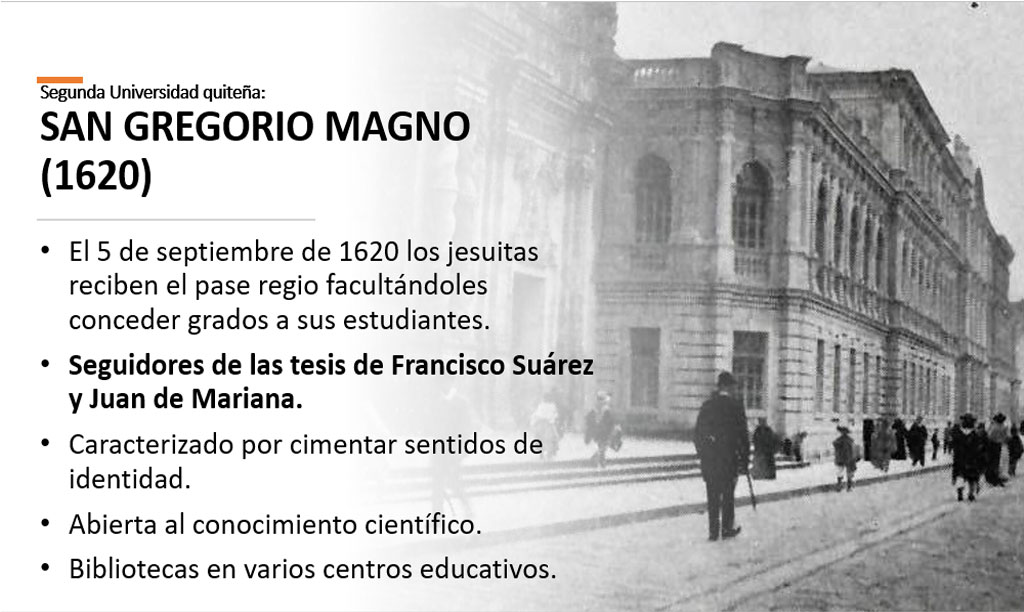 Segunda Universidad quiteña:
SAN GREGORIO MAGNO
(1620)
• El 5 de septiembre de 1620 los jesuitas
reciben el pase regio facultándoles
conceder grados a sus estudiantes.
• Seguidores de las tesis de Francisco Suárez
y Juan de Mariana.
• Caracterizado por cimentar sentidos de
identidad.
• Abierta al conocimiento científico.
• Bibliotecas en varios centros educativos.